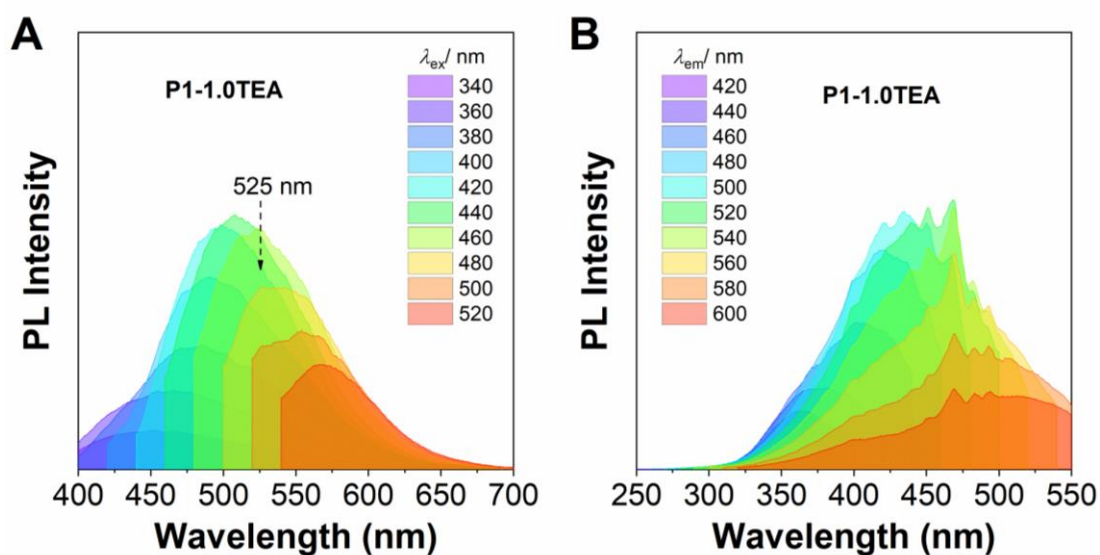 A
P1-1.0TEA
525 nm
λex/ nm
340
360
380
400
420
440
460
480
500
520
PL Intensity
400 450 500 550 600 650 700
Wavelength (nm)
B
λem/ nm
420
440
460
480
500
520
540
560
580
600
P1-1.0TEA
PL Intensity
250 300 350 400 450 500 550
Wavelength (nm)